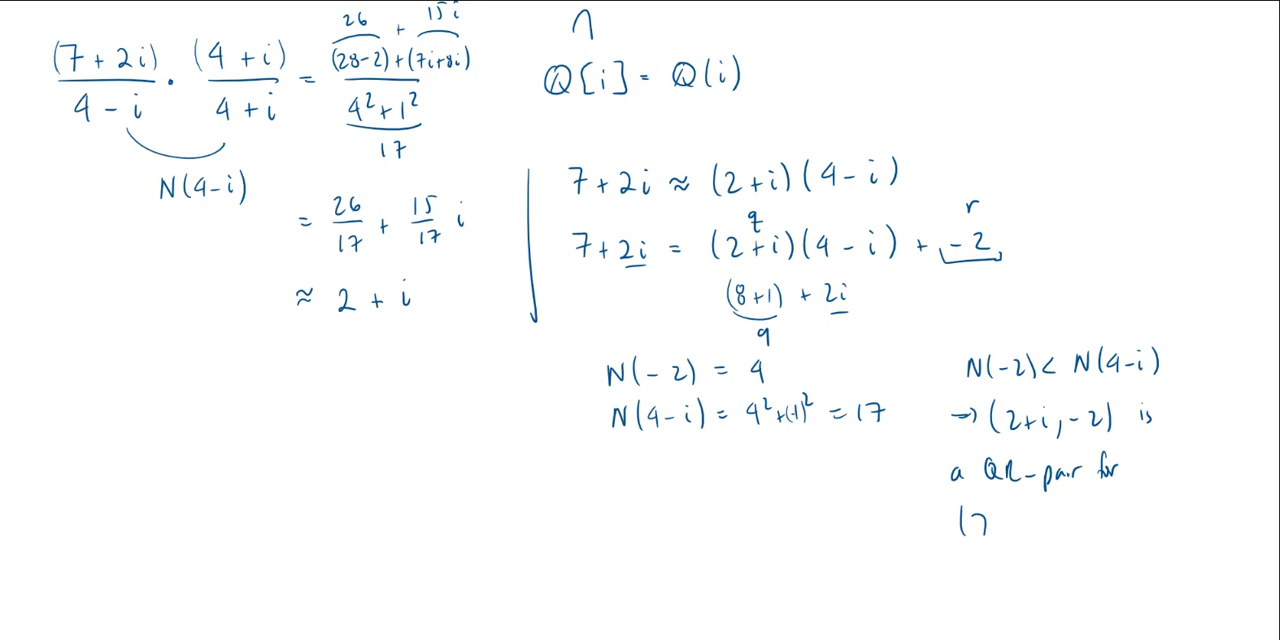 (7 + 2i)/(4 - i) · (4 + i)/(4 + i) = ((28-2) + (7i+8i))/(4² + 1²)
26 + 15i
17
N(4-i)
= 26/17 + 15/17 i
≈ 2 + i
∩
Q[i] = Q(i)
7 + 2i ≈ (2+i)(4-i)
q r
7 + 2i = (2+i)(4-i) + -2
(8+1) + 2i
9
N(-2) = 4
N(4-i) = 4² + (-1)² = 17
N(-2) < N(4-i)
→ (2+i, -2) is
a QR-pair for
(7